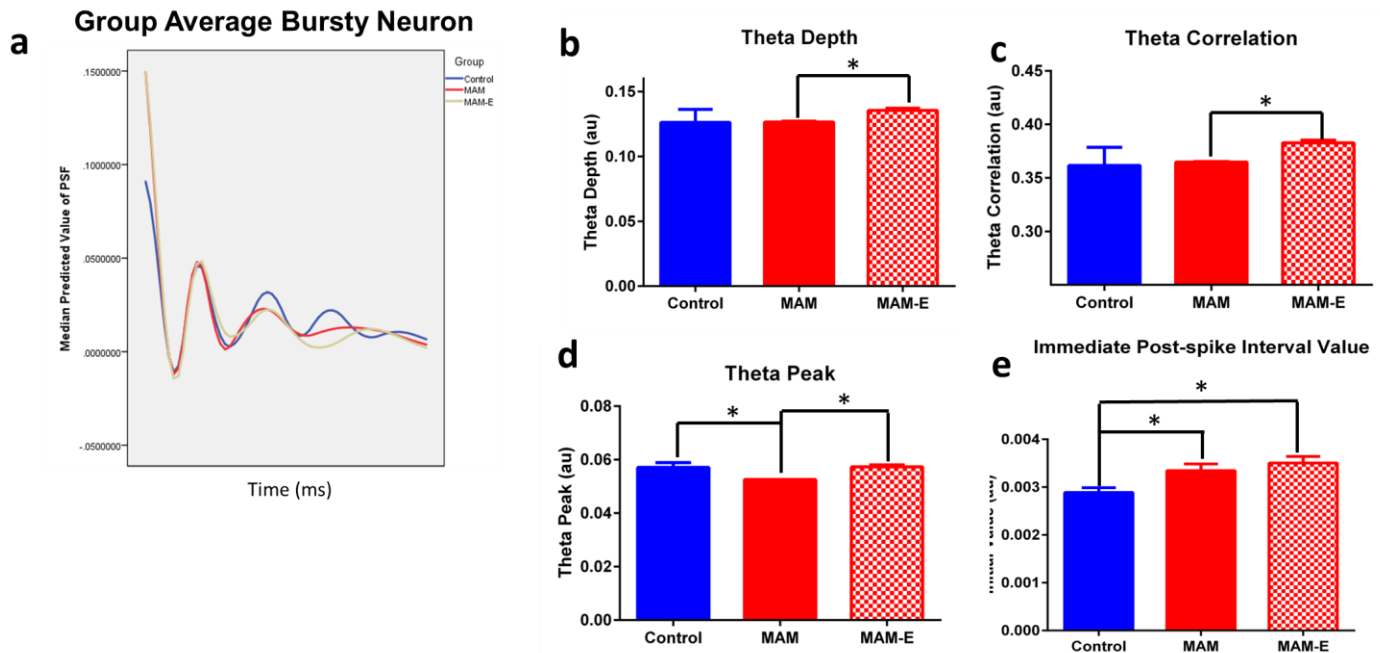 a
Group Average Bursty Neuron
Group
Control
MAM
MAM-E
.1500000
.1000000
.0500000
.0000000
-.0500000
Median Predicted Value of PSF
Time (ms)
b
Theta Depth
*
Theta Depth (au)
0.15
0.10
0.05
0.00
Control MAM MAM-E
c
Theta Correlation
*
Theta Correlation (au)
0.45
0.40
0.35
0.30
Control MAM MAM-E
d
Theta Peak
* *
Theta Peak (au)
0.08
0.06
0.04
0.02
0.00
Control MAM MAM-E
e
Immediate Post-spike Interval Value
*
*
Initial Value (au)
0.004
0.003
0.002
0.001
0.000
Control MAM MAM-E